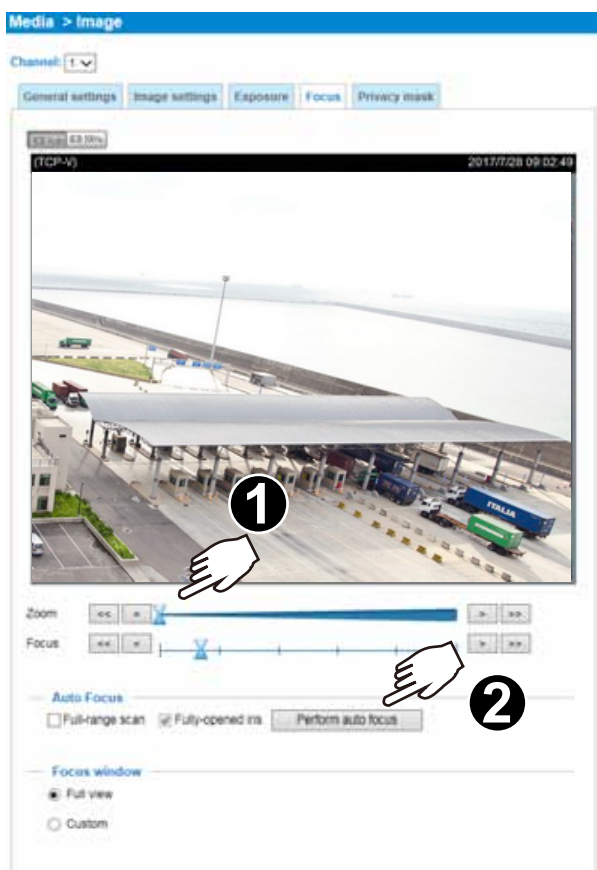 Media > Image
Channel: 1
General settings Image settings Exposure Focus Privacy mask
(TCP-V) 2017/7/28 09:02:49
ITALIA
1
Zoom << < > >>
Focus << < > >>
2
Auto Focus
Full-range scan Fully-opened iris Perform auto focus
Focus window
Full view
Custom